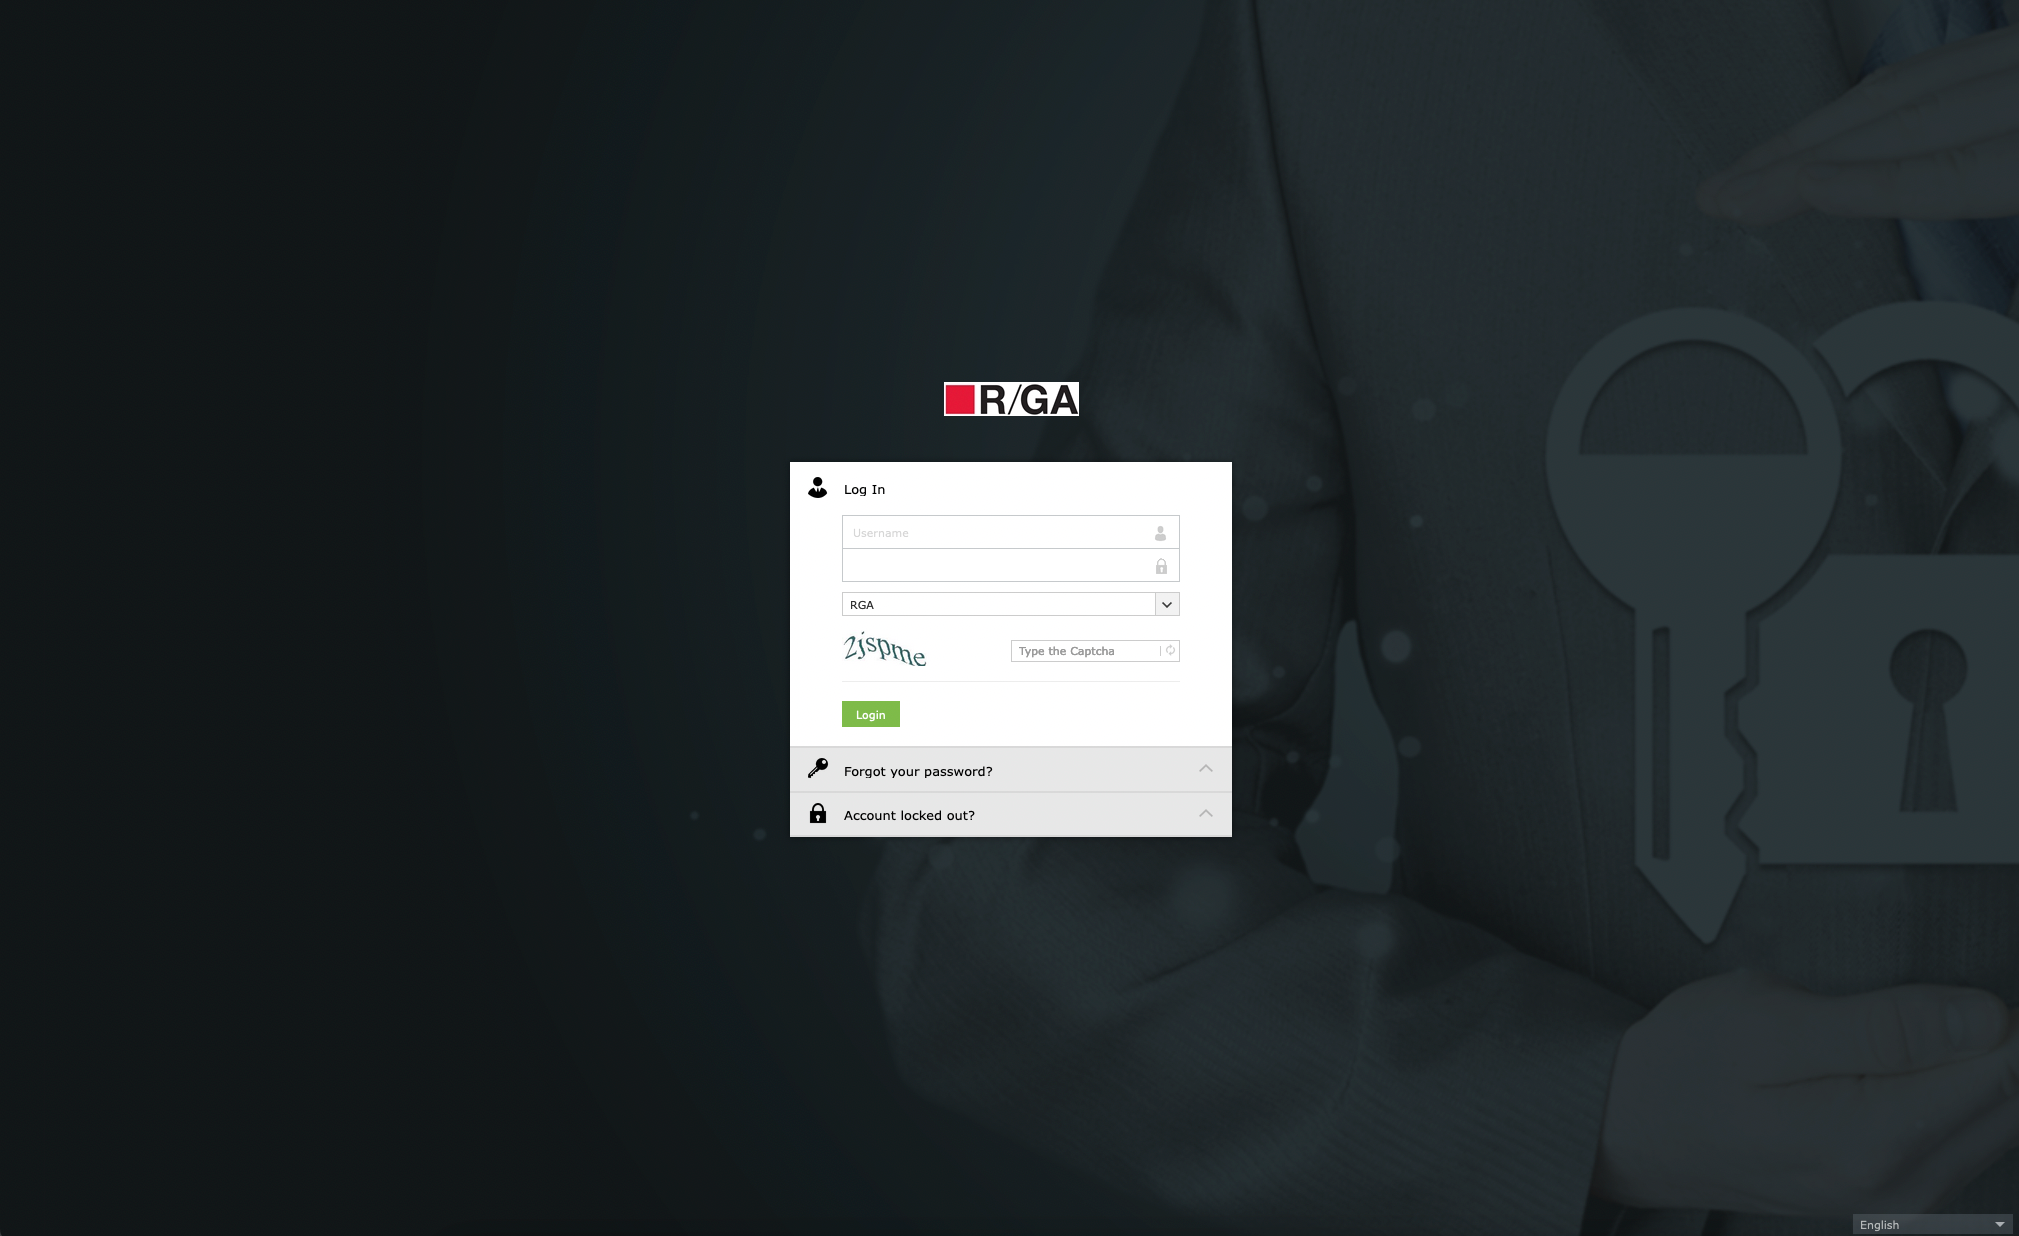 R/GA
Log In
Username
RGA
2jspme
Type the Captcha
Login
Forgot your password?
Account locked out?
English